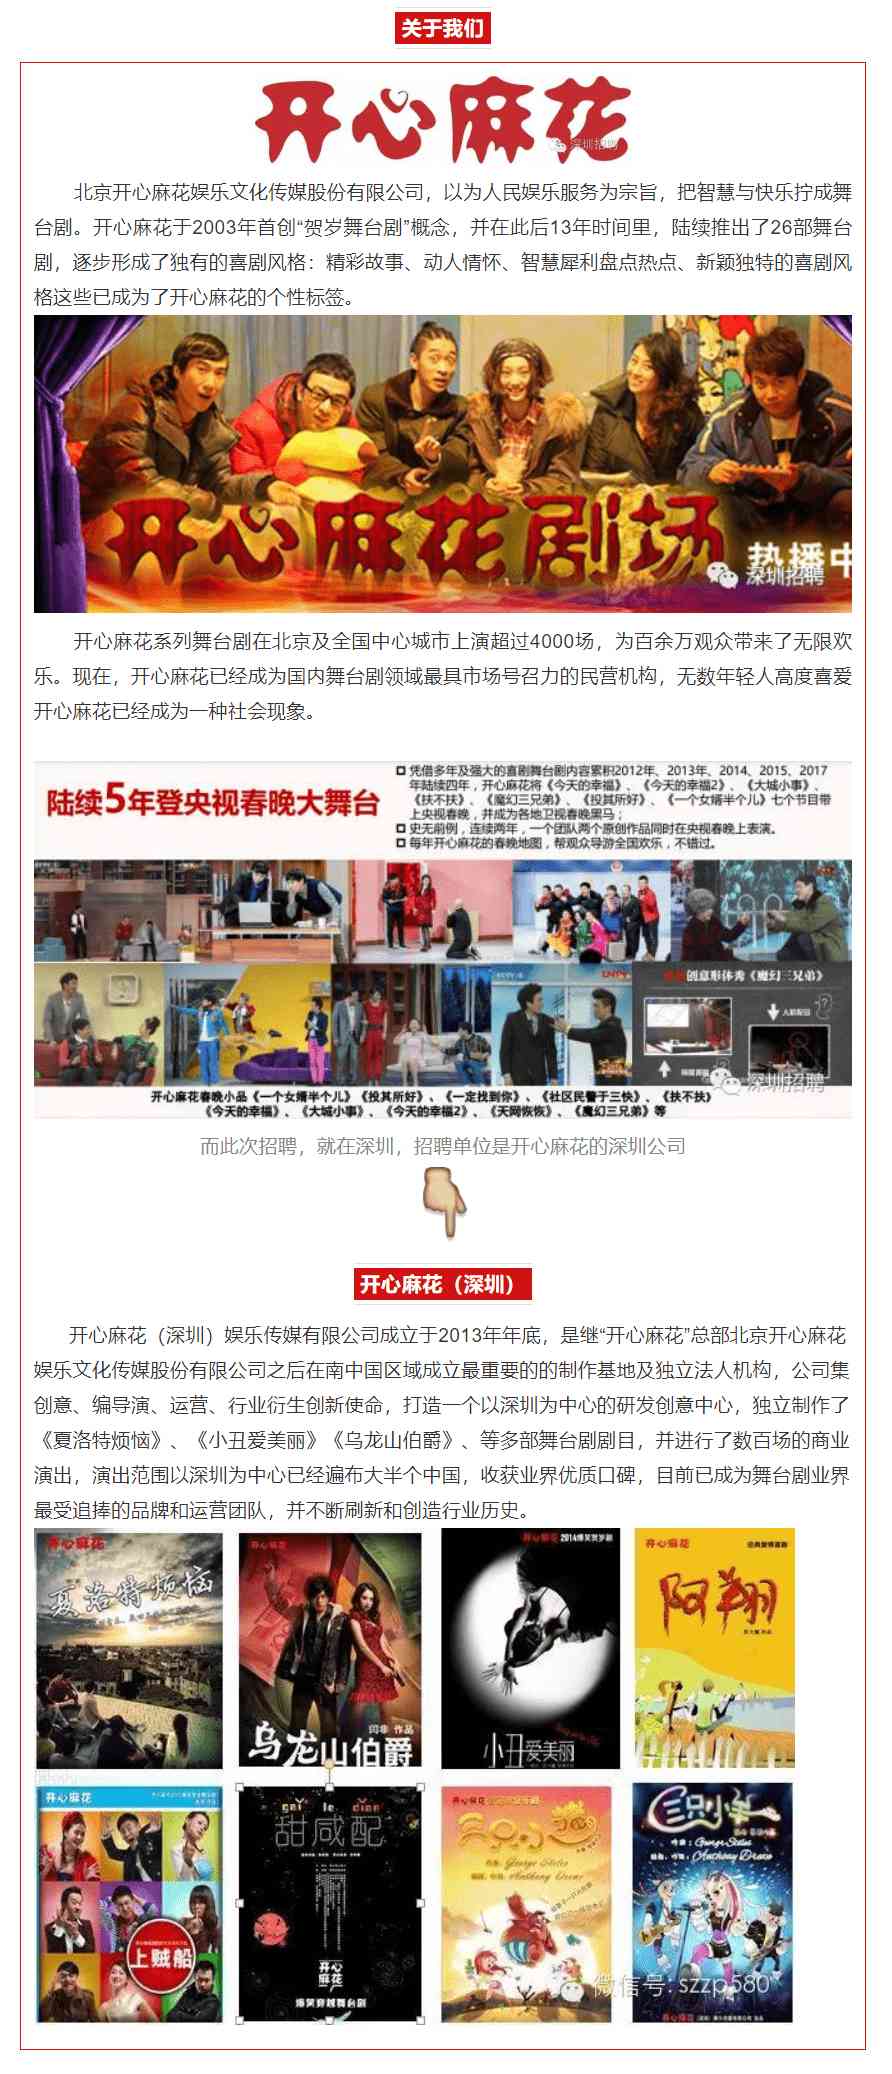 关于我们
开心麻花
深圳招聘
北京开心麻花娱乐文化传媒股份有限公司，以为人民娱乐服务为宗旨，把智慧与快乐拧成舞
台剧。开心麻花于2003年首创“贺岁舞台剧”概念，并在此后13年时间里，陆续推出了26部舞台
剧，逐步形成了独有的喜剧风格：精彩故事、动人情怀、智慧犀利盘点热点、新颖独特的喜剧风
格这些已成为了开心麻花的个性标签。
开心麻花剧场
热播中
深圳招聘
开心麻花系列舞台剧在北京及全国中心城市上演超过4000场，为百余万观众带来了无限欢
乐。现在，开心麻花已经成为国内舞台剧领域最具市场号召力的民营机构，无数年轻人高度喜爱
开心麻花已经成为一种社会现象。
陆续5年登央视春晚大舞台
凭借多年及强大的喜剧舞台剧内容累积2012年、2013年、2014、2015、2017
年陆续四年，开心麻花将《今天的幸福》、《今天的幸福2》、《大城小事》、
《扶不扶》、《魔幻三兄弟》、《投其所好》、《一个女婿半个儿》七个节目带
上央视春晚，并成为各地卫视春晚黑马；
史无前例，连续两年，一个团队两个原创作品同时在央视春晚上表演。
每年开心麻花的春晚地图，帮观众导游全国欢乐，不错过。
创意形体秀《魔幻三兄弟》
深圳招聘
开心麻花春晚小品《一个女婿半个儿》《投其所好》、《一定找到你》、《社区民警于三快》、《扶不扶》
《今天的幸福》、《大城小事》、《今天的幸福2》、《天网恢恢》、《魔幻三兄弟》等
而此次招聘，就在深圳，招聘单位是开心麻花的深圳公司
开心麻花（深圳）
开心麻花（深圳）娱乐传媒有限公司成立于2013年年底，是继“开心麻花”总部北京开心麻花
娱乐文化传媒股份有限公司之后在南中国区域成立最重要的的制作基地及独立法人机构，公司集
创意、编导演、运营、行业衍生创新使命，打造一个以深圳为中心的研发创意中心，独立制作了
《夏洛特烦恼》、《小丑爱美丽》《乌龙山伯爵》、等多部舞台剧剧目，并进行了数百场的商业
演出，演出范围以深圳为中心已经遍布大半个中国，收获业界优质口碑，目前已成为舞台剧业界
最受追捧的品牌和运营团队，并不断刷新和创造行业历史。
开心麻花
夏洛特烦恼
开心麻花
闫非 作品
乌龙山伯爵
开心麻花 2014爆笑贺岁剧
小丑爱美丽
开心麻花
阿翔
开心麻花
上贼船
甜咸配
开心
麻花
爆笑穿越舞台剧
开心麻花
George Stiles
Anthony Drewe
三只小猪
George Stiles
Anthony Drewe
开心麻花
微信号: szzp580